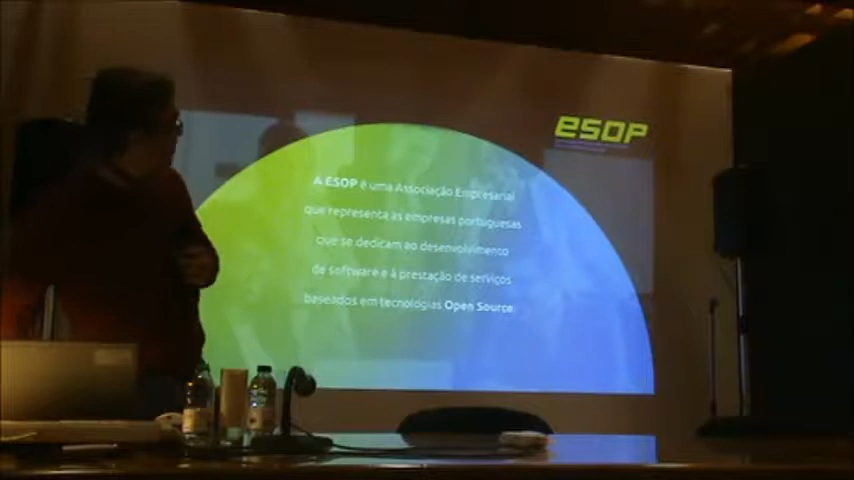 esop
A ESOP é uma Associação Empresarial
que representa as empresas portuguesas
que se dedicam ao desenvolvimento
de software e à prestação de serviços
baseados em tecnologias Open Source